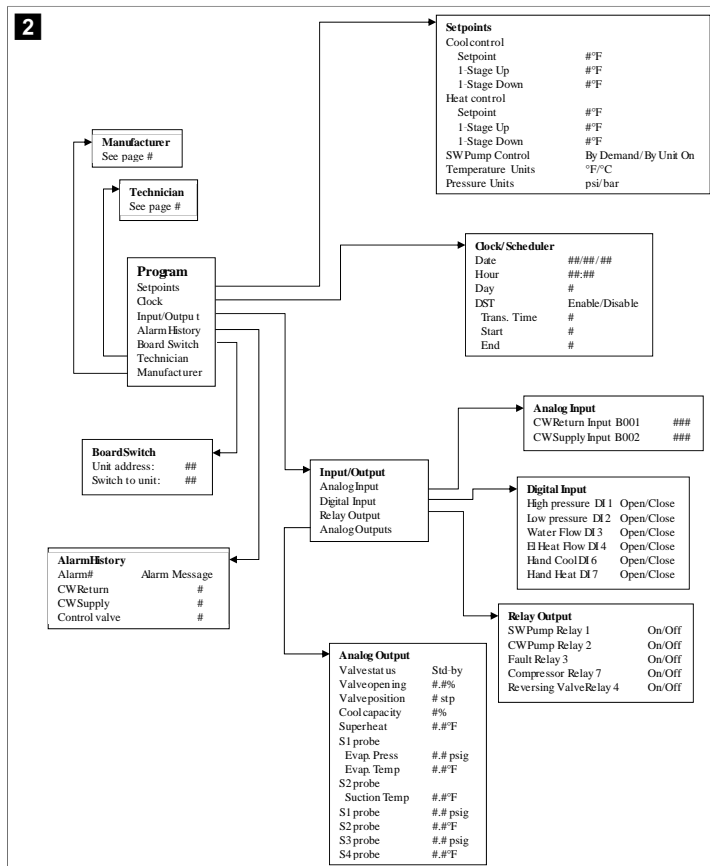 2
Setpoints
Cool control
Setpoint #°F
1-Stage Up #°F
1-Stage Down #°F
Heat control
Setpoint #°F
1-Stage Up #°F
1-Stage Down #°F
SW Pump Control By Demand/By Unit On
Temperature Units °F/°C
Pressure Units psi/bar
Manufacturer
See page #
Technician
See page #
Program
Setpoints
Clock
Input/Output
Alarm History
Board Switch
Technician
Manufacturer
Clock/Scheduler
Date ##/##/##
Hour ##:##
Day #
DST Enable/Disable
Trans. Time #
Start #
End #
Analog Input
CW Return Input B001 ###
CW Supply Input B002 ###
Board Switch
Unit address: ##
Switch to unit: ##
Input/Output
Analog Input
Digital Input
Relay Output
Analog Outputs
Digital Input
High pressure DI 1 Open/Close
Low pressure DI 2 Open/Close
Water Flow DI 3 Open/Close
El Heat Flow DI 4 Open/Close
Hand Cool DI 6 Open/Close
Hand Heat DI 7 Open/Close
Alarm History
Alarm# Alarm Message
CW Return #
CW Supply #
Control valve #
Relay Output
SW Pump Relay 1 On/Off
CW Pump Relay 2 On/Off
Fault Relay 3 On/Off
Compressor Relay 7 On/Off
Reversing Valve Relay 4 On/Off
Analog Output
Valve status Std-by
Valve opening #.#%
Valve position # stp
Cool capacity #%
Superheat #.#°F
S1 probe
Evap. Press #.# psig
Evap. Temp #.#°F
S2 probe
Suction Temp #.#°F
S1 probe #.# psig
S2 probe #.#°F
S3 probe #.# psig
S4 probe #.#°F